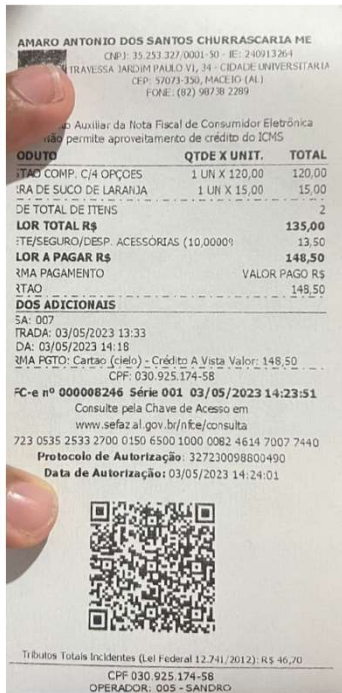 AMARO ANTONIO DOS SANTOS CHURRASCARIA ME
CNPJ: 35.253.327/0001-50 - IE: 240913264
TRAVESSA JARDIM PAULO VI, 34 - CIDADE UNIVERSITARIA
CEP: 57073-350, MACEIO (AL)
FONE: (82) 98738 2289
Auxiliar da Nota Fiscal de Consumidor Eletrônica
não permite aproveitamento de crédito do ICMS
ODUTO QTDE X UNIT. TOTAL
TAO COMP. C/4 OPÇOES 1 UN X 120,00 120,00
RA DE SUCO DE LARANJA 1 UN X 15,00 15,00
DE TOTAL DE ITENS 2
LOR TOTAL R$ 135,00
TE/SEGURO/DESP. ACESSÓRIAS (10,0000% 13,50
LOR A PAGAR R$ 148,50
RMA PAGAMENTO VALOR PAGO R$
RTAO 148,50
DOS ADICIONAIS
SA: 007
TRADA: 03/05/2023 13:33
DA: 03/05/2023 14:18
RMA PGTO: Cartao (cielo) - Crédito A Vista Valor: 148,50
CPF: 030.925.174-58
FC-e nº 000008246 Série 001 03/05/2023 14:23:51
Consulte pela Chave de Acesso em
www.sefaz.al.gov.br/nfce/consulta
723 0535 2533 2700 0150 6500 1000 0082 4614 7007 7440
Protocolo de Autorização: 327230098800490
Data de Autorização: 03/05/2023 14:24:01
Tributos Totais Incidentes (Lei Federal 12.741/2012): R$ 46,70
CPF 030.925.174-58
OPERADOR: 005 - SANDRO